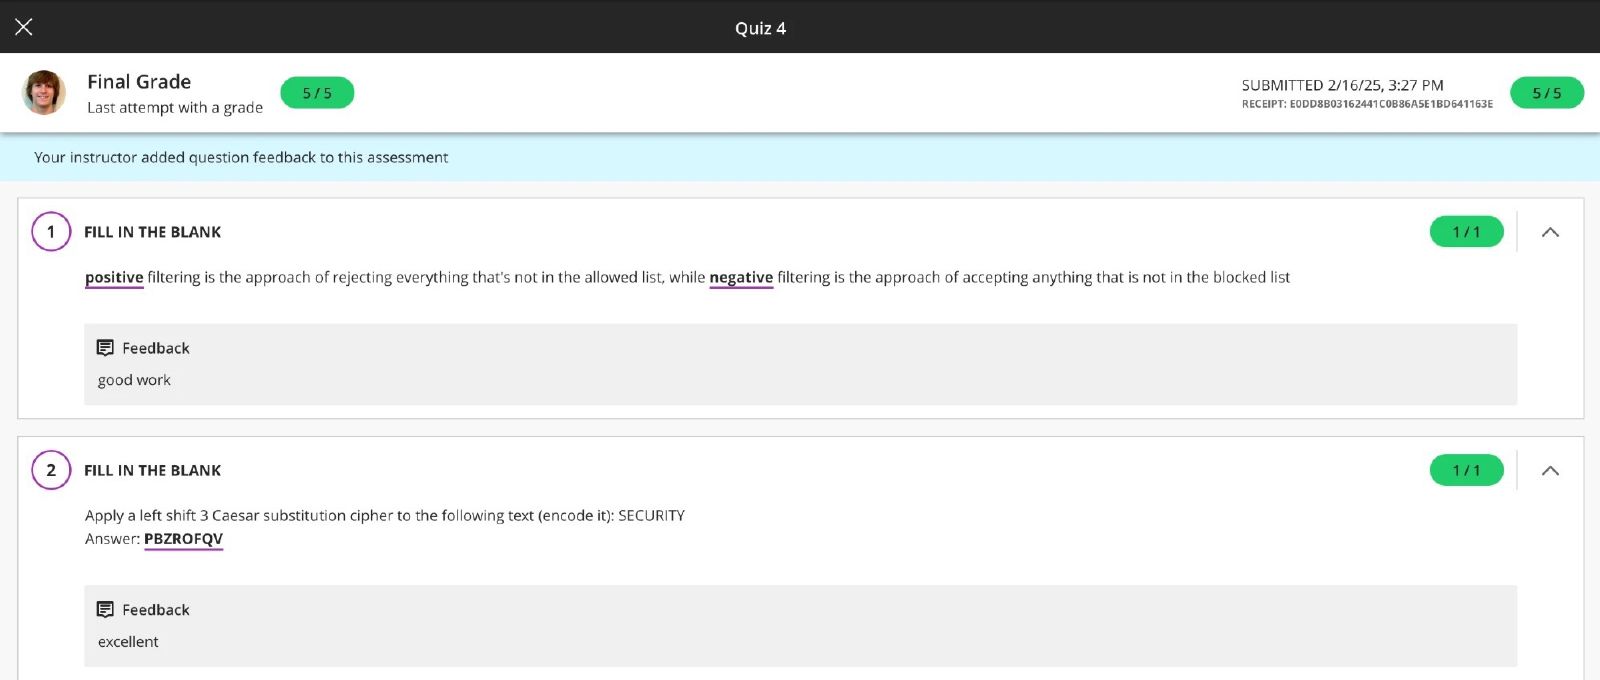 Quiz 4
Final Grade
5 / 5
Last attempt with a grade
SUBMITTED 2/16/25, 3:27 PM
RECEIPT: E0DD8B03162441C0B86A5E1BD641163E
5 / 5
Your instructor added question feedback to this assessment
1 FILL IN THE BLANK
1 / 1
positive filtering is the approach of rejecting everything that's not in the allowed list, while negative filtering is the approach of accepting anything that is not in the blocked list
Feedback
good work
2 FILL IN THE BLANK
1 / 1
Apply a left shift 3 Caesar substitution cipher to the following text (encode it): SECURITY
Answer: PBZROFQV
Feedback
excellent